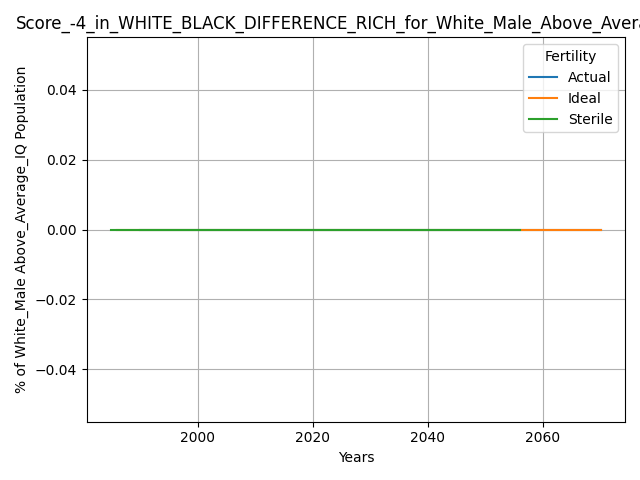 Score_-4_in_WHITE_BLACK_DIFFERENCE_RICH_for_White_Male_Above_Avera
Fertility
Actual
Ideal
Sterile
0.04
0.02
0.00
−0.02
−0.04
% of White_Male Above_Average_IQ Population
2000 2020 2040 2060
Years